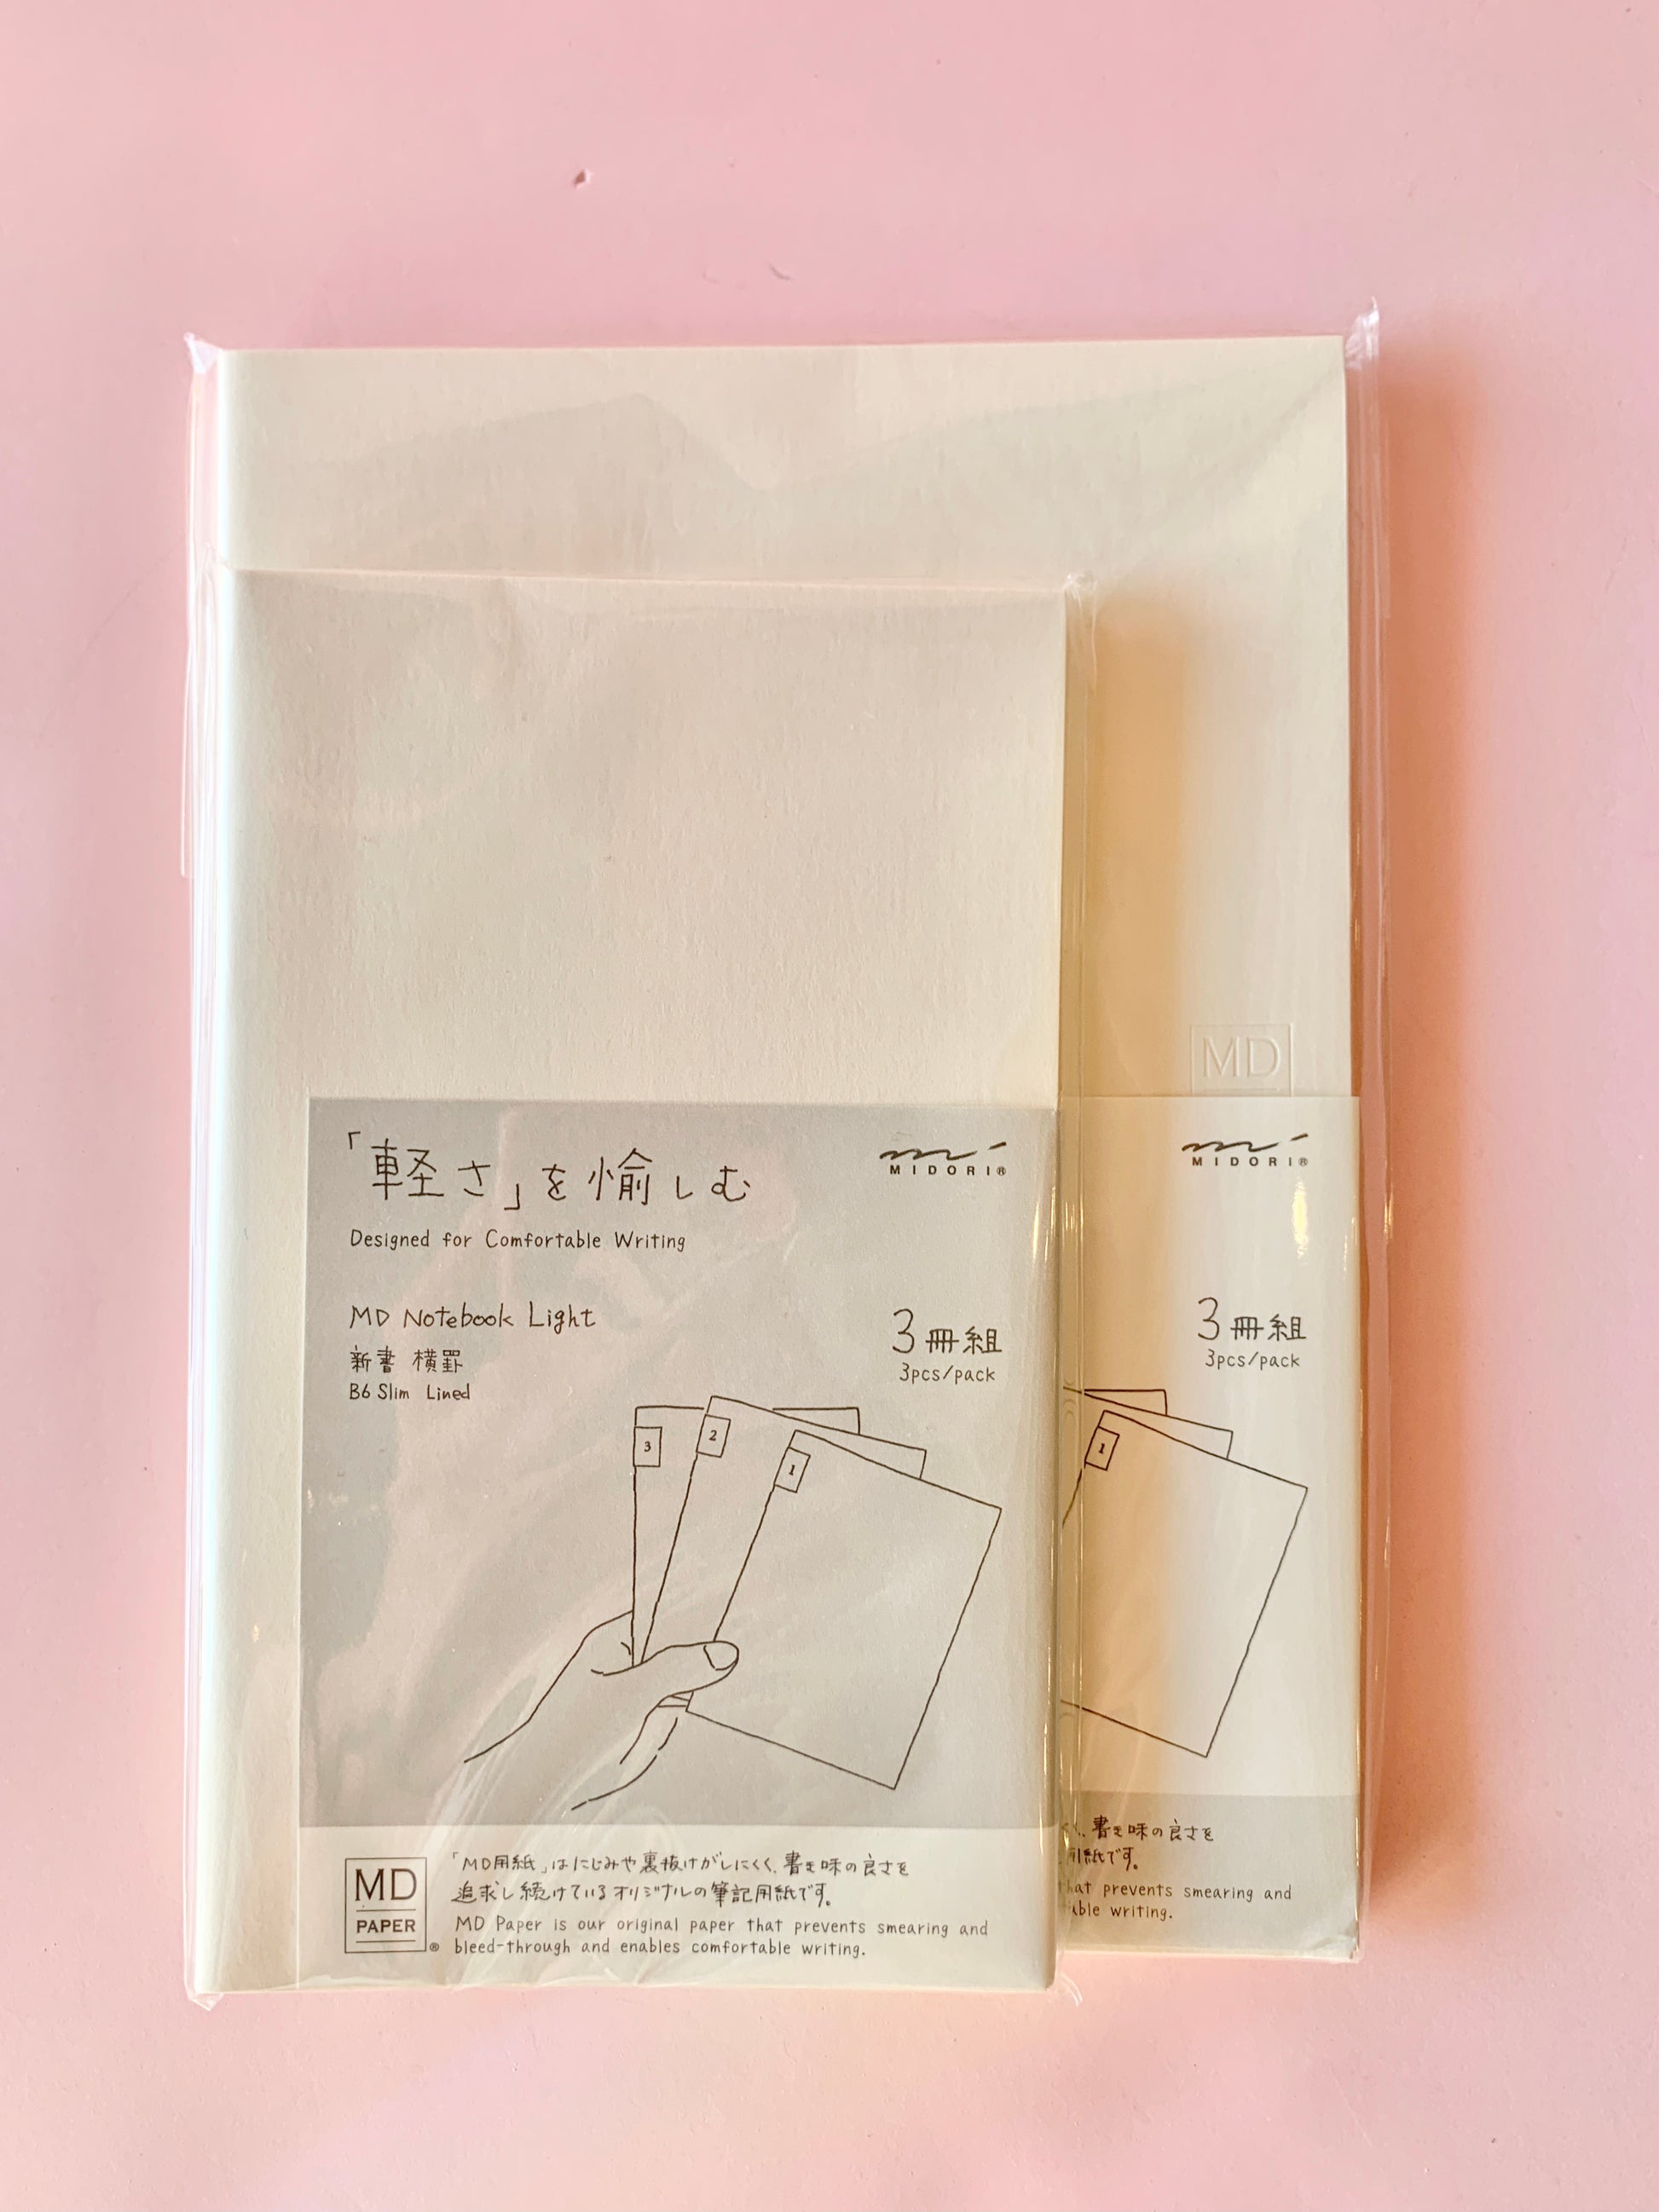 「軽さ」を愉しむ
MIDORI®
Designed for Comfortable Writing
MD Notebook Light
新書 横罫
B6 Slim Lined
3冊組
3pcs/pack
3
2
1
MD
PAPER
®
「MD用紙」はにじみや裏抜けがしにくく、書き味の良さを
追求し続けているオリジナルの筆記用紙です。
MD Paper is our original paper that prevents smearing and
bleed-through and enables comfortable writing.
MD
MIDORI®
3冊組
3pcs/pack
1
く、書き味の良さを
用紙です。
that prevents smearing and
writing.